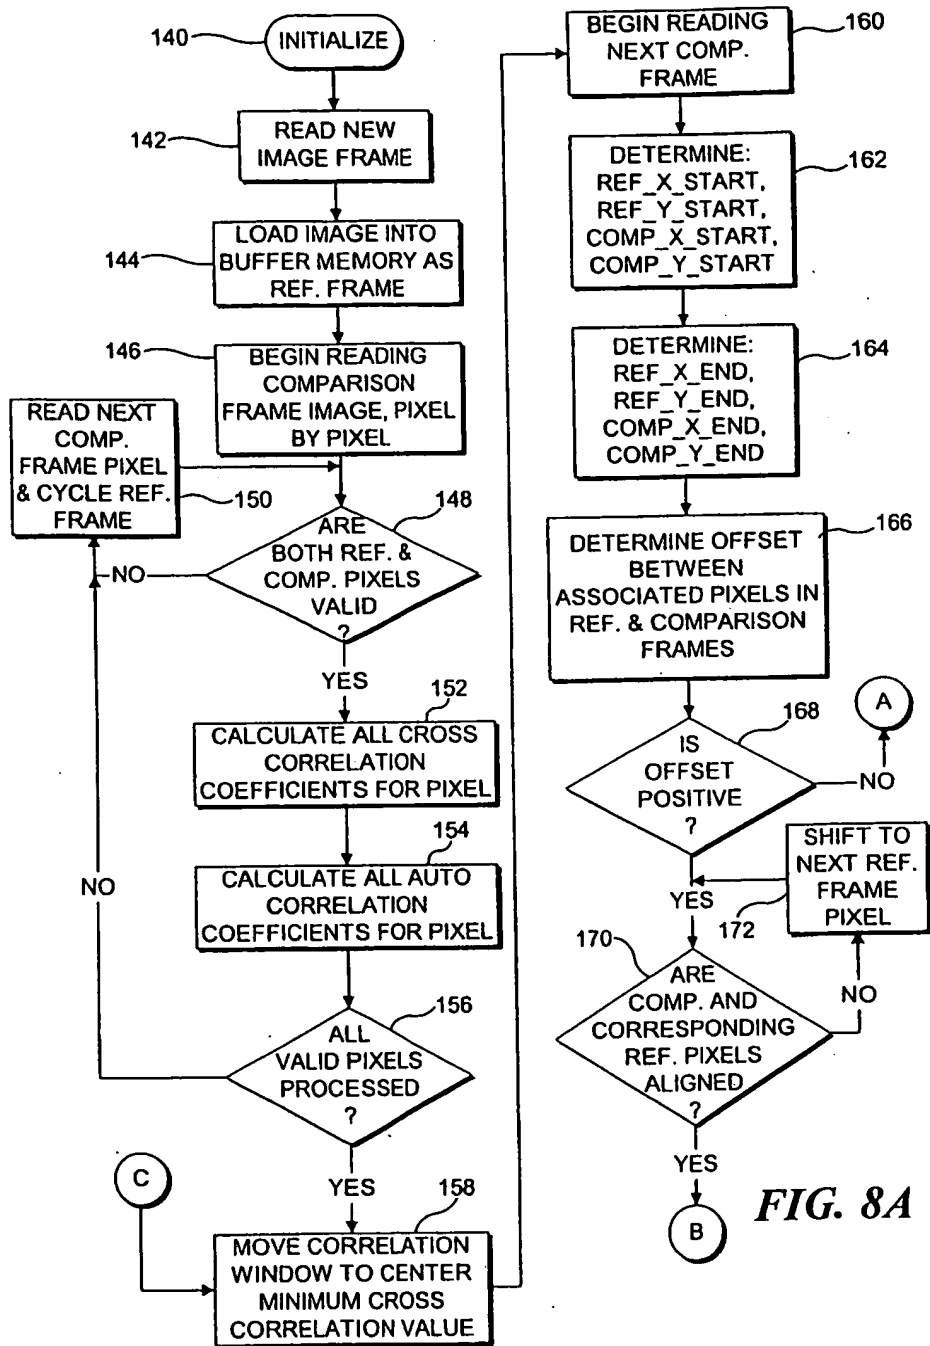 140
INITIALIZE
142
READ NEW
IMAGE FRAME
144
LOAD IMAGE INTO
BUFFER MEMORY AS
REF. FRAME
146
BEGIN READING
COMPARISON
FRAME IMAGE, PIXEL
BY PIXEL
READ NEXT
COMP.
FRAME PIXEL
& CYCLE REF.
FRAME
150
148
ARE
BOTH REF. &
COMP. PIXELS
VALID
?
NO
YES
152
CALCULATE ALL CROSS
CORRELATION
COEFFICIENTS FOR PIXEL
154
CALCULATE ALL AUTO
CORRELATION
COEFFICIENTS FOR PIXEL
NO
156
ALL
VALID PIXELS
PROCESSED
?
YES
C
158
MOVE CORRELATION
WINDOW TO CENTER
MINIMUM CROSS
CORRELATION VALUE
160
BEGIN READING
NEXT COMP.
FRAME
162
DETERMINE:
REF_X_START,
REF_Y_START,
COMP_X_START,
COMP_Y_START
164
DETERMINE:
REF_X_END,
REF_Y_END,
COMP_X_END,
COMP_Y_END
166
DETERMINE OFFSET
BETWEEN
ASSOCIATED PIXELS IN
REF. & COMPARISON
FRAMES
168
IS
OFFSET
POSITIVE
?
NO
A
YES
SHIFT TO
NEXT REF.
FRAME
PIXEL
172
170
ARE
COMP. AND
CORRESPONDING
REF. PIXELS
ALIGNED
?
NO
YES
B
FIG. 8A